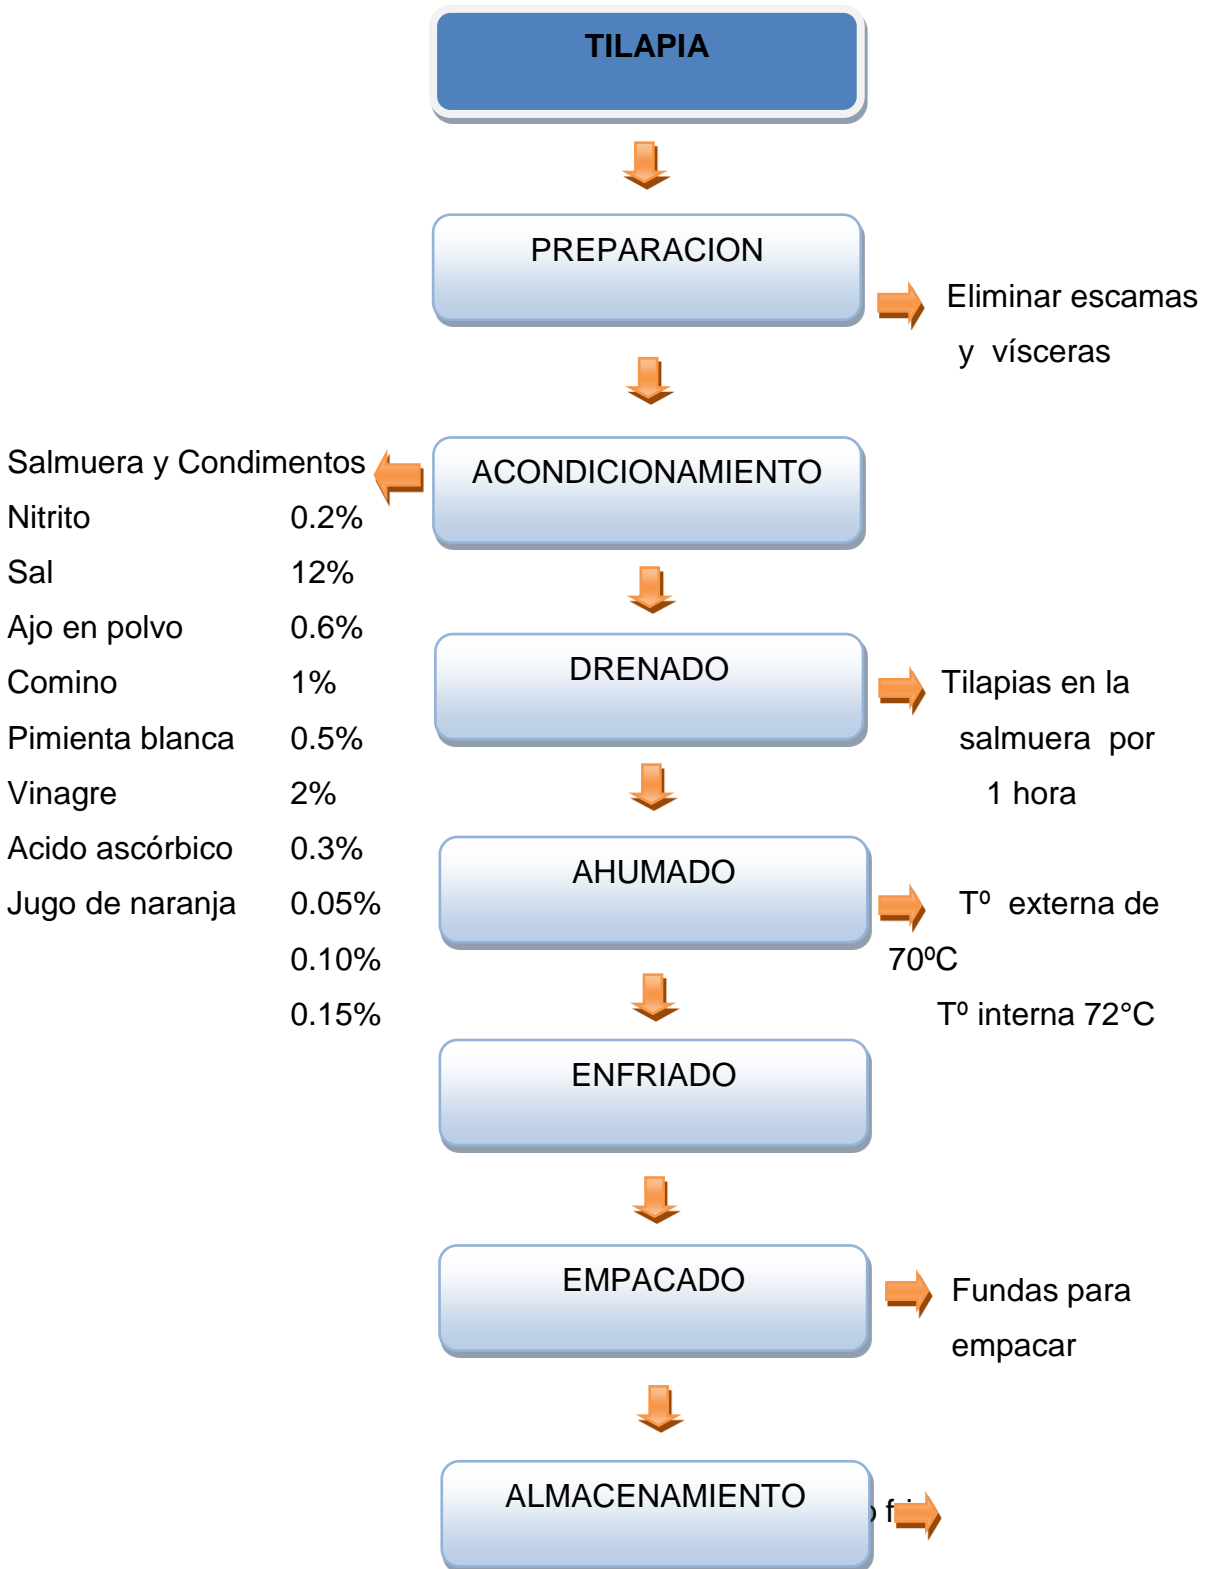 TILAPIA
PREPARACION
Eliminar escamas
y vísceras
ACONDICIONAMIENTO
Salmuera y Condimentos
Nitrito 0.2%
Sal 12%
Ajo en polvo 0.6%
Comino 1%
Pimienta blanca 0.5%
Vinagre 2%
Acido ascórbico 0.3%
Jugo de naranja 0.05%
0.10%
0.15%
DRENADO
Tilapias en la
salmuera por
1 hora
AHUMADO
Tº externa de
70ºC
Tº interna 72°C
ENFRIADO
EMPACADO
Fundas para
empacar
ALMACENAMIENTO